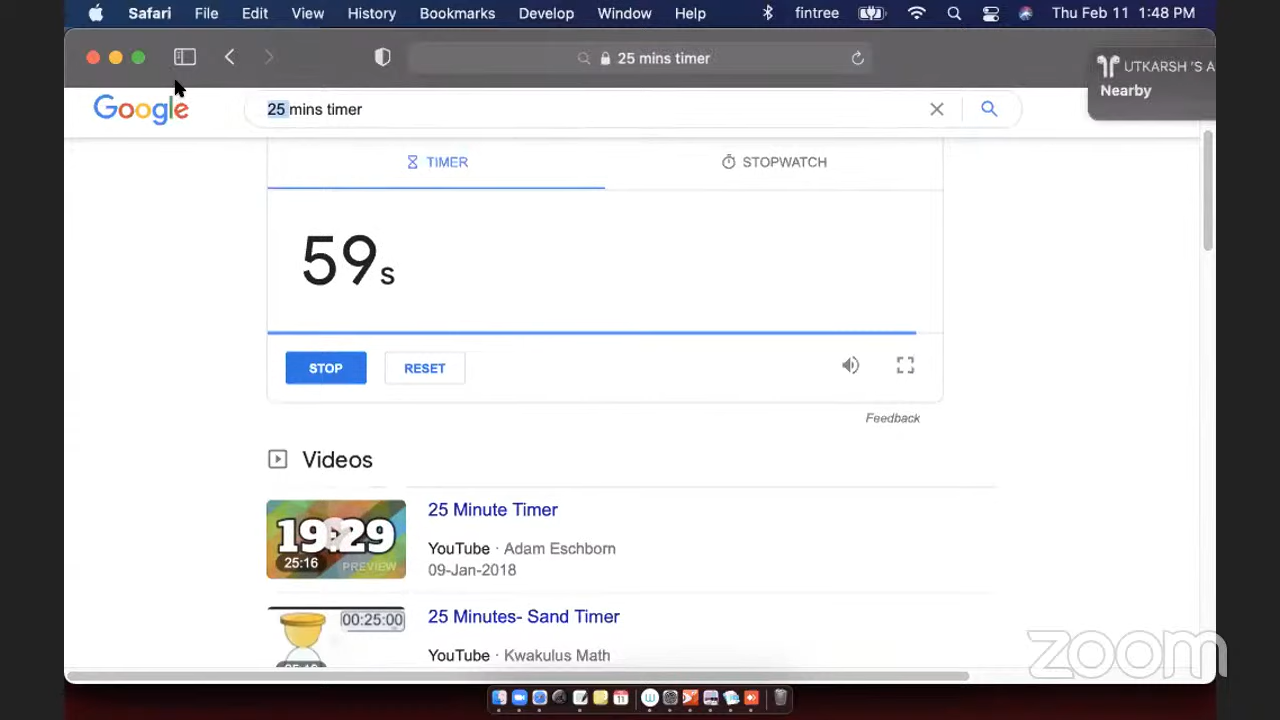 Safari File Edit View History Bookmarks Develop Window Help fintree Thu Feb 11 1:48 PM
25 mins timer
UTKARSH 'S A
Nearby
Google 25 mins timer
TIMER STOPWATCH
59s
STOP RESET
Feedback
Videos
25 Minute Timer
19:29
25:16
PREVIEW
YouTube · Adam Eschborn
09-Jan-2018
25 Minutes- Sand Timer
00:25:00
YouTube · Kwakulus Math
zoom